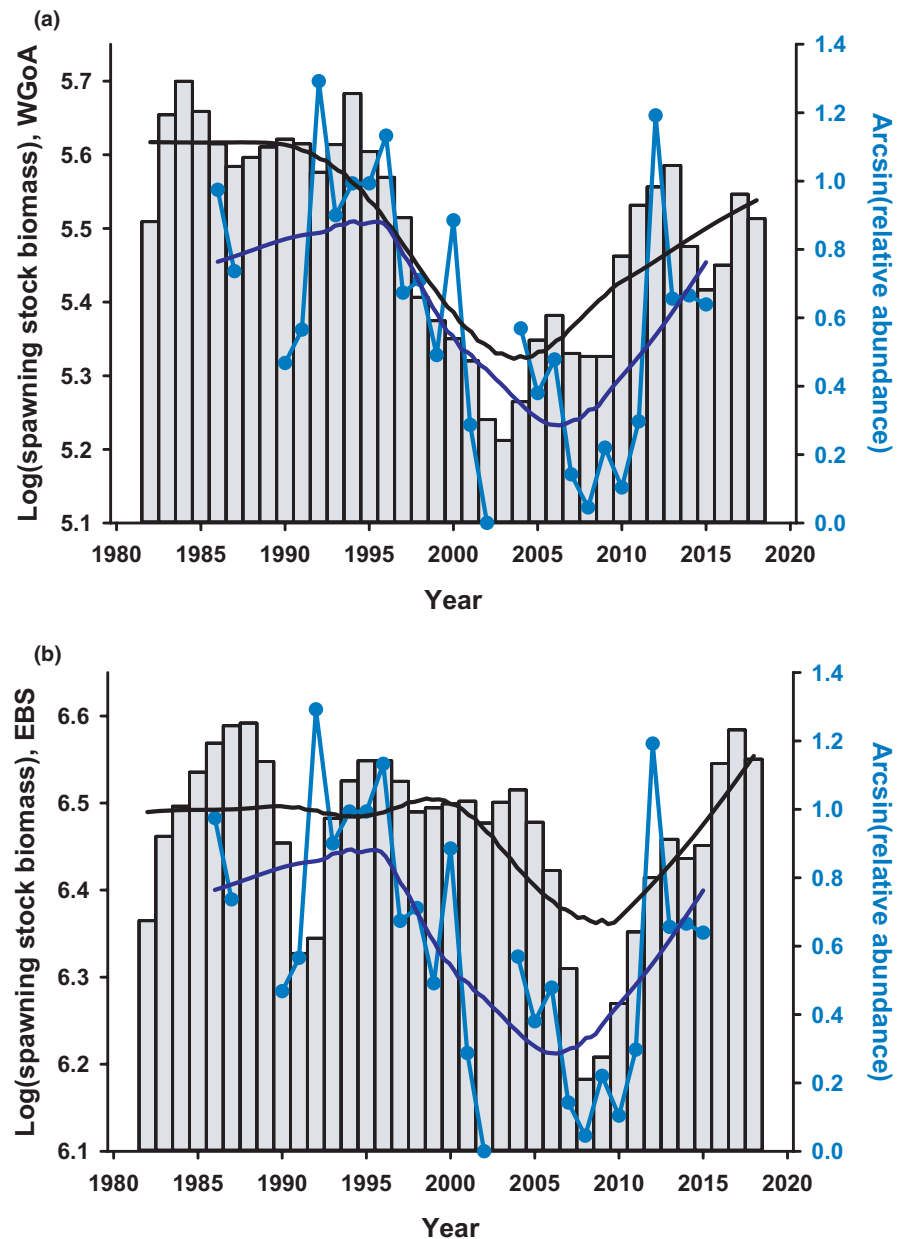 (a)
Log(spawning stock biomass), WGoA
5.7
5.6
5.5
5.4
5.3
5.2
5.1
1.4
1.2
1.0
0.8
0.6
0.4
0.2
0.0
Arcsin(relative abundance)
1980 1985 1990 1995 2000 2005 2010 2015 2020
Year
(b)
Log(spawning stock biomass), EBS
6.6
6.5
6.4
6.3
6.2
6.1
1.4
1.2
1.0
0.8
0.6
0.4
0.2
0.0
Arcsin(relative abundance)
1980 1985 1990 1995 2000 2005 2010 2015 2020
Year